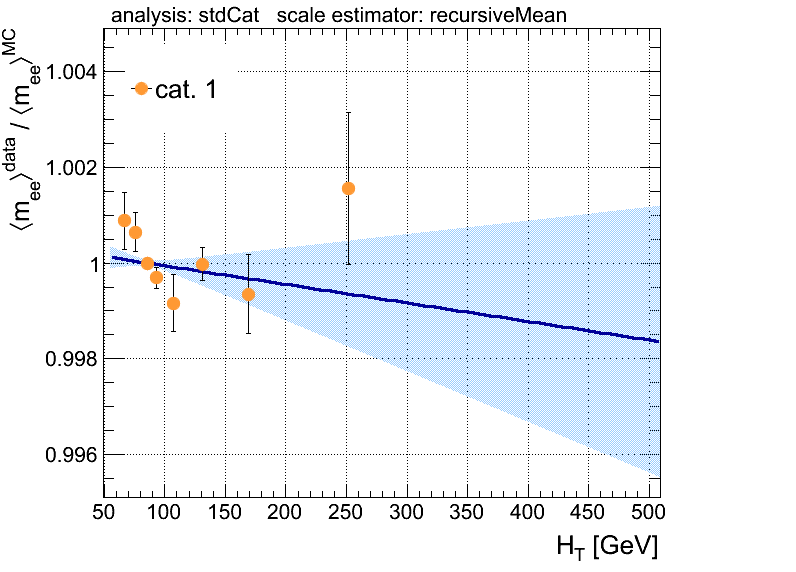 analysis: stdCat   scale estimator: recursiveMean
⟨m_ee⟩^data / ⟨m_ee⟩^MC
cat. 1
1.004
1.002
1
0.998
0.996
50 100 150 200 250 300 350 400 450 500
H_T [GeV]